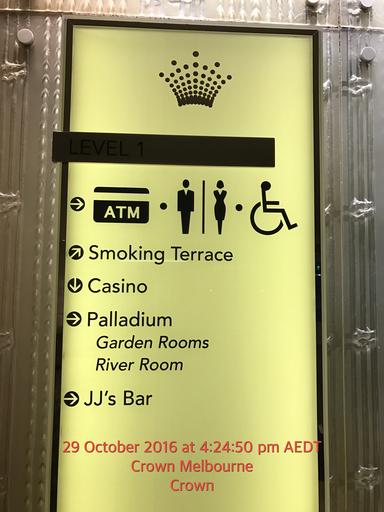 LEVEL 1
ATM
Smoking Terrace
Casino
Palladium
Garden Rooms
River Room
JJ's Bar
29 October 2016 at 4:24:50 pm AEDT
Crown Melbourne
Crown